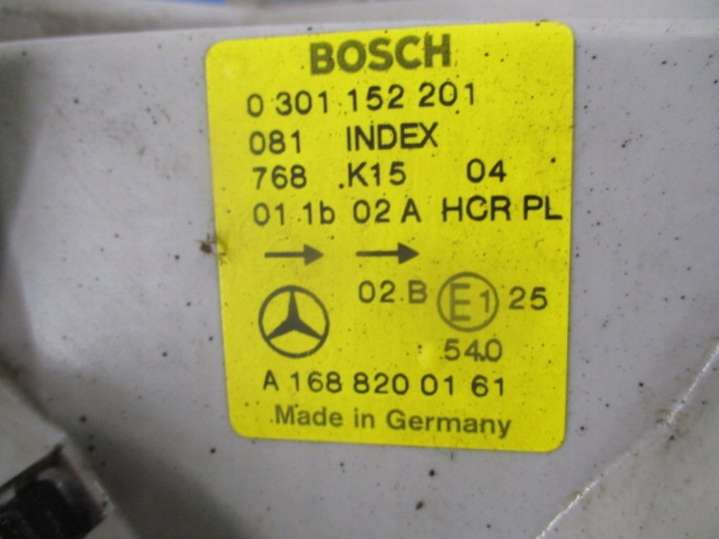 BOSCH
0 301 152 201
081 INDEX
768 .K15 04
01 1b 02 A HCR PL
02 B E1 25
540
A 168 820 01 61
Made in Germany